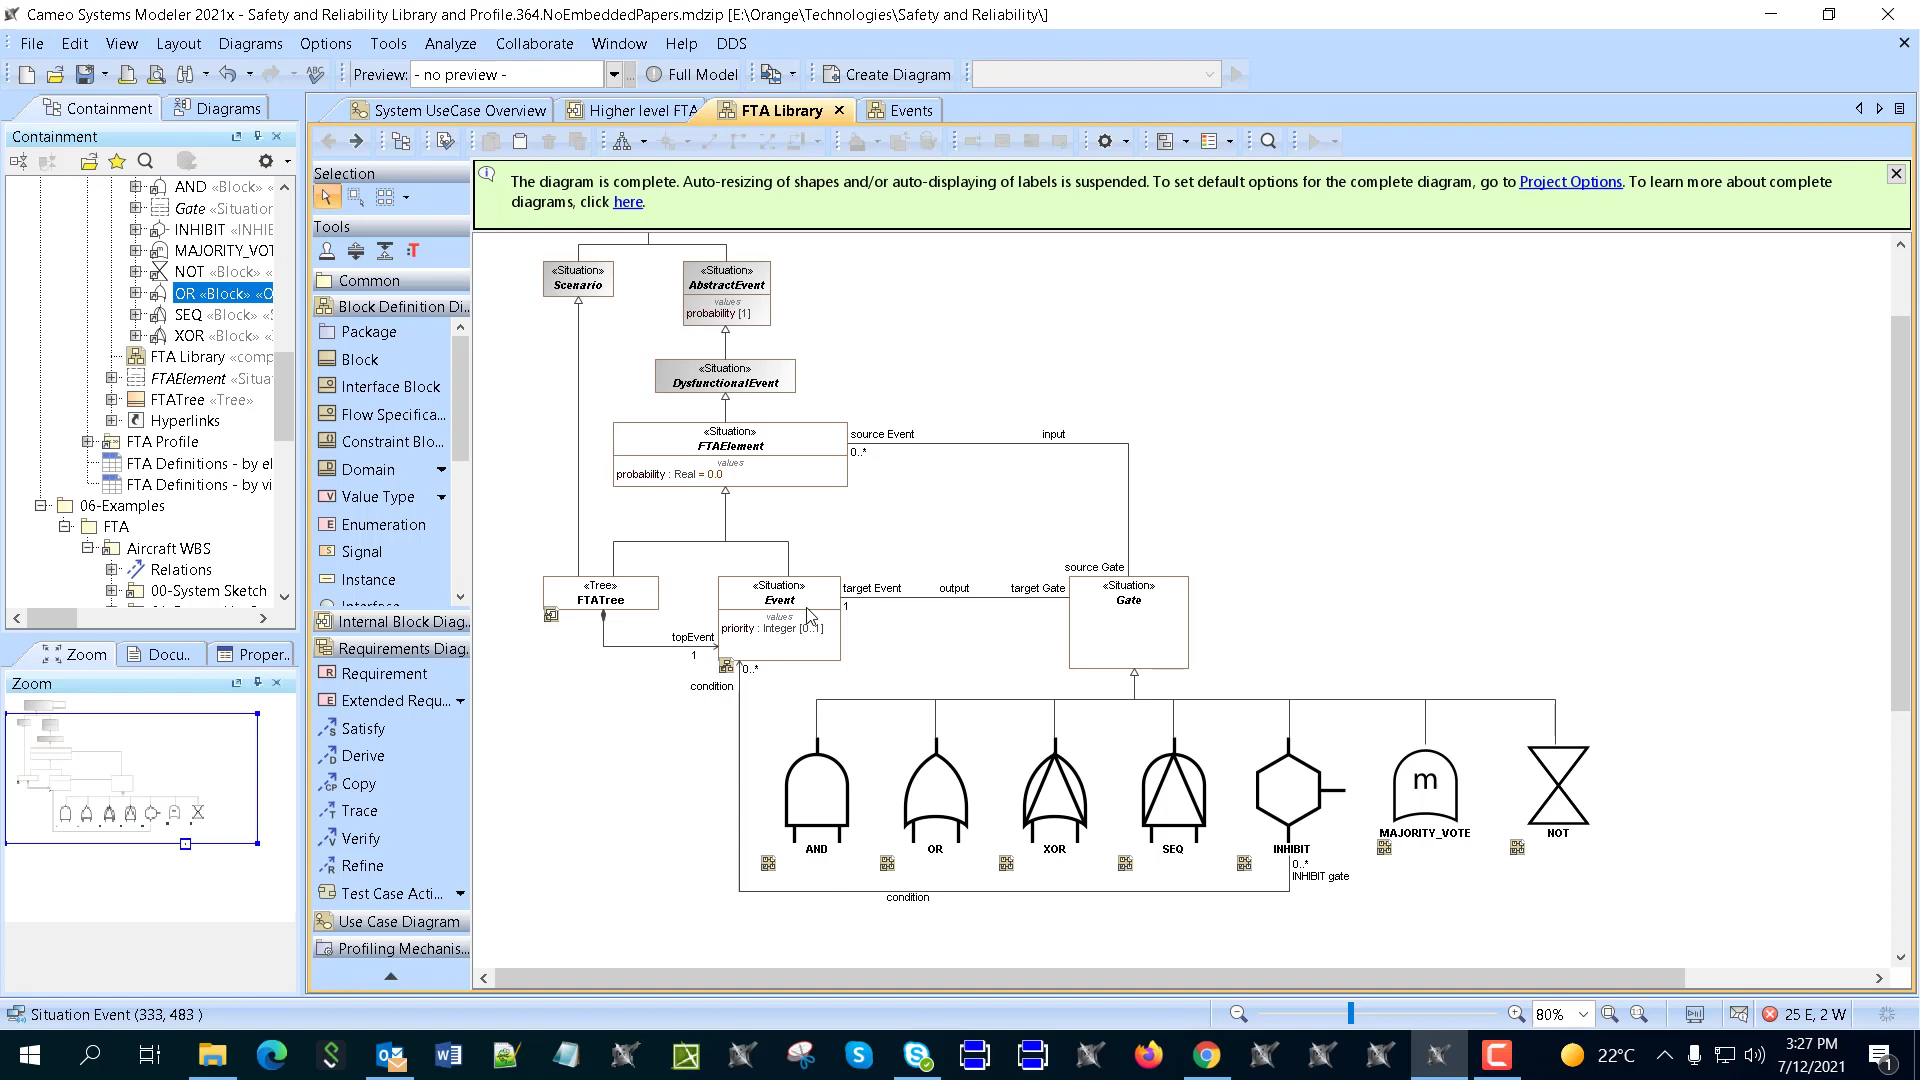 Cameo Systems Modeler 2021x - Safety and Reliability Library and Profile.364.NoEmbeddedPapers.mdzip [E:\Orange\Technologies\Safety and Reliability\]
File Edit View Layout Diagrams Options Tools Analyze Collaborate Window Help DDS
Preview: - no preview - ... Full Model Create Diagram
Containment Diagrams
System UseCase Overview Higher level FTA FTA Library Events
Containment
AND «Block» «
Gate «Situation
INHIBIT «INHIE
MAJORITY_VOT
NOT «Block» «
OR «Block» «O
SEQ «Block» «S
XOR «Block»
FTA Library «comp
FTAElement «Situa
FTATree «Tree»
Hyperlinks
FTA Profile
FTA Definitions - by el
FTA Definitions - by vi
06-Examples
FTA
Aircraft WBS
Relations
00-System Sketch
Zoom Docu... Proper...
Zoom
Selection
Tools
Common
Block Definition Di...
Package
Block
Interface Block
Flow Specifica...
Constraint Blo...
Domain
Value Type
Enumeration
Signal
Instance
Internal Block Diag...
Requirements Diag...
Requirement
Extended Requ...
Satisfy
Derive
Copy
Trace
Verify
Refine
Test Case Acti...
Use Case Diagram
Profiling Mechanis...
The diagram is complete. Auto-resizing of shapes and/or auto-displaying of labels is suspended. To set default options for the complete diagram, go to Project Options. To learn more about complete
diagrams, click here.
«Situation»
Scenario
«Situation»
AbstractEvent
values
probability [1]
«Situation»
DysfunctionalEvent
«Situation»
FTAElement
values
probability : Real = 0.0
source Event
0..*
input
source Gate
«Tree»
FTATree
«Situation»
Event
values
priority : Integer [0..1]
target Event output target Gate
1
«Situation»
Gate
topEvent
1
0..*
condition
m
AND OR XOR SEQ INHIBIT MAJORITY_VOTE NOT
0..*
INHIBIT gate
condition
Situation Event (333, 483 )
80%
25 E, 2 W
22°C
3:27 PM
7/12/2021
1